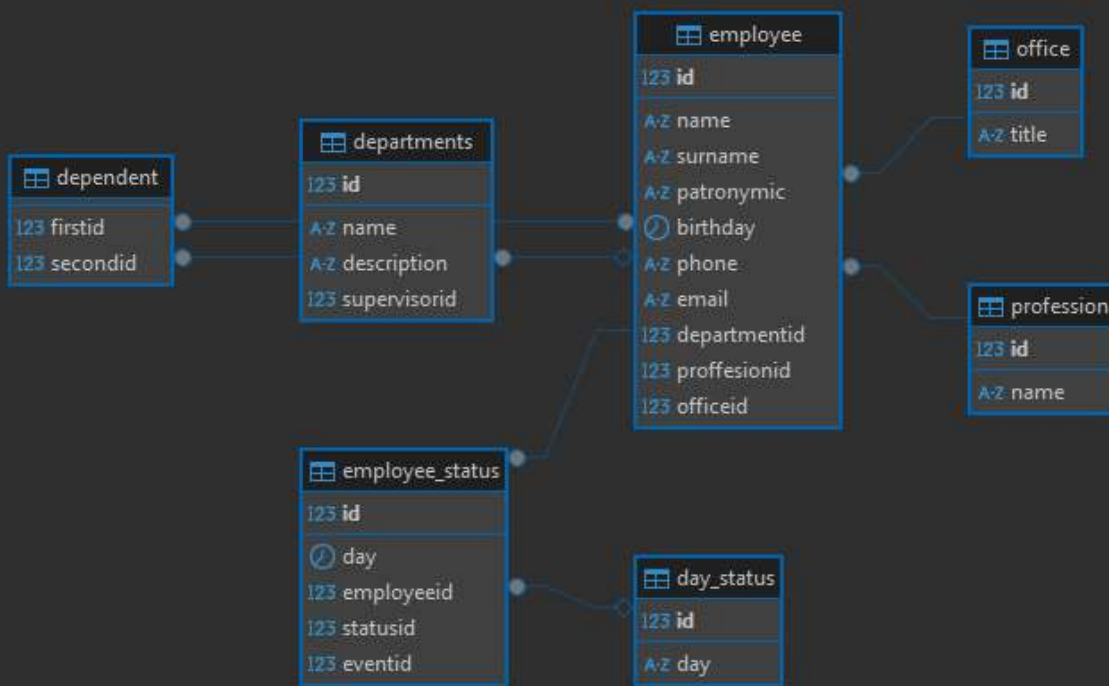 dependent
123 firstid
123 secondid
departments
123 id
A-Z name
A-Z description
123 supervisorid
employee
123 id
A-Z name
A-Z surname
A-Z patronymic
birthday
A-Z phone
A-Z email
123 departmentid
123 proffesionid
123 officeid
office
123 id
A-Z title
profession
123 id
A-Z name
employee_status
123 id
day
123 employeeid
123 statusid
123 eventid
day_status
123 id
A-Z day